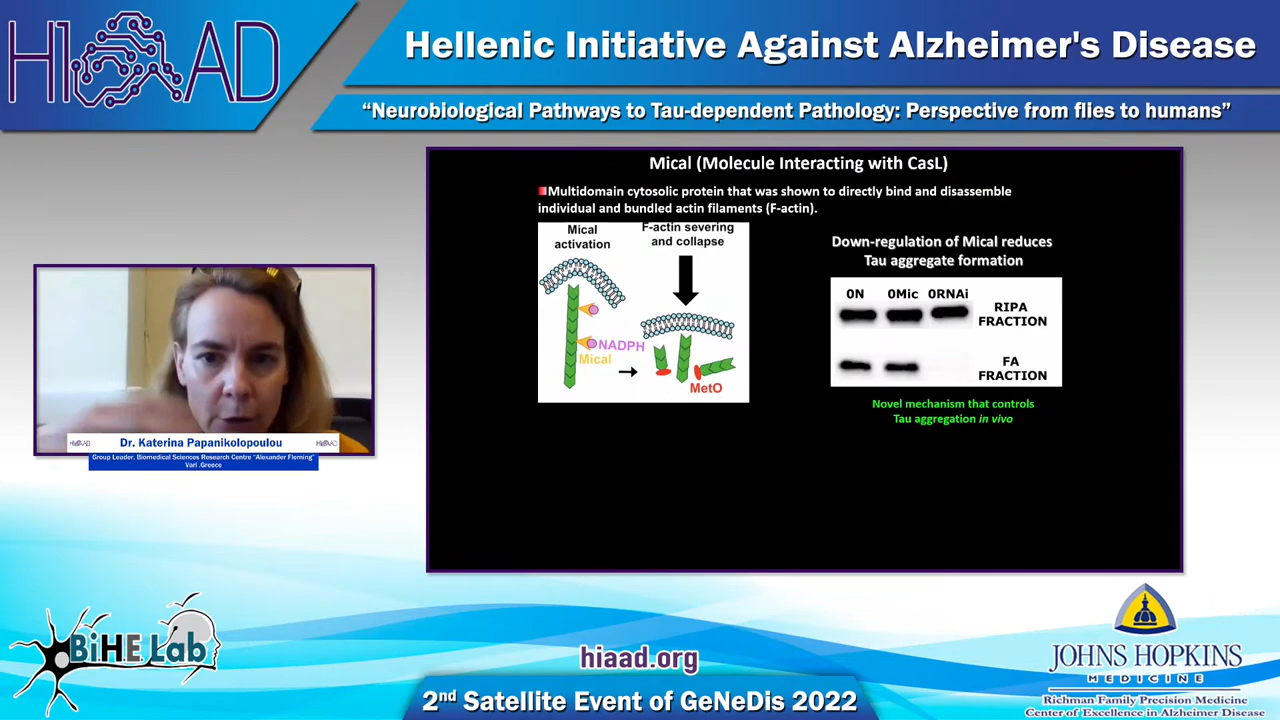 HIAAD
Hellenic Initiative Against Alzheimer's Disease
“Neurobiological Pathways to Tau-dependent Pathology: Perspective from flies to humans”
Mical (Molecule Interacting with CasL)
Multidomain cytosolic protein that was shown to directly bind and disassemble
individual and bundled actin filaments (F-actin).
Mical
activation
F-actin severing
and collapse
NADPH
Mical
MetO
Down-regulation of Mical reduces
Tau aggregate formation
0N 0Mic 0RNAi
RIPA
FRACTION
FA
FRACTION
Novel mechanism that controls
Tau aggregation in vivo
HIAAD Dr. Katerina Papanikolopoulou HIAAD
Group Leader, Biomedical Sciences Research Centre “Alexander Fleming”
Vari ,Greece
BiHE Lab
hiaad.org
2nd Satellite Event of GeNeDis 2022
JOHNS HOPKINS
MEDICINE
Richman Family Precision Medicine
Center of Excellence in Alzheimer Disease